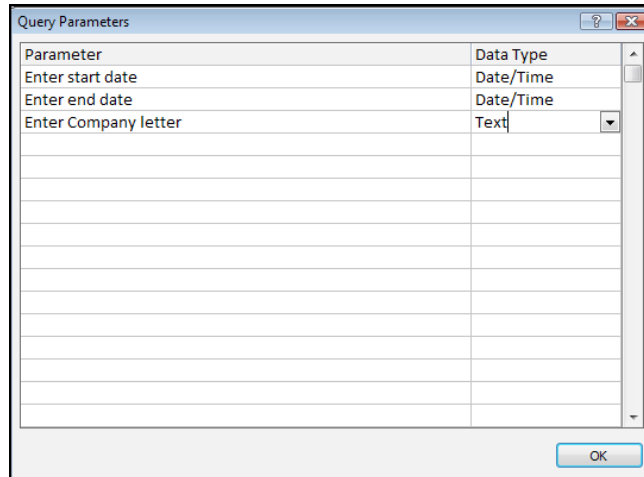 Query Parameters
Parameter Data Type
Enter start date Date/Time
Enter end date Date/Time
Enter Company letter Text
OK